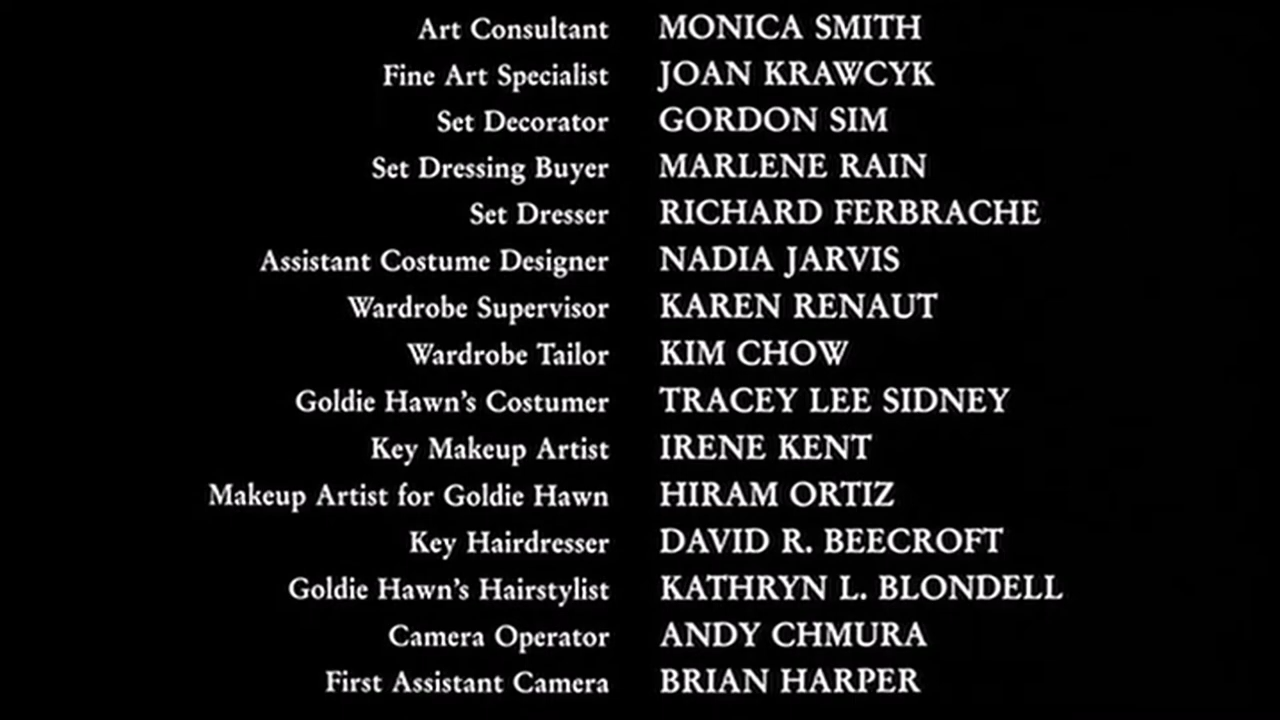 Art Consultant MONICA SMITH
Fine Art Specialist JOAN KRAWCYK
Set Decorator GORDON SIM
Set Dressing Buyer MARLENE RAIN
Set Dresser RICHARD FERBRACHE
Assistant Costume Designer NADIA JARVIS
Wardrobe Supervisor KAREN RENAUT
Wardrobe Tailor KIM CHOW
Goldie Hawn's Costumer TRACEY LEE SIDNEY
Key Makeup Artist IRENE KENT
Makeup Artist for Goldie Hawn HIRAM ORTIZ
Key Hairdresser DAVID R. BEECROFT
Goldie Hawn's Hairstylist KATHRYN L. BLONDELL
Camera Operator ANDY CHMURA
First Assistant Camera BRIAN HARPER